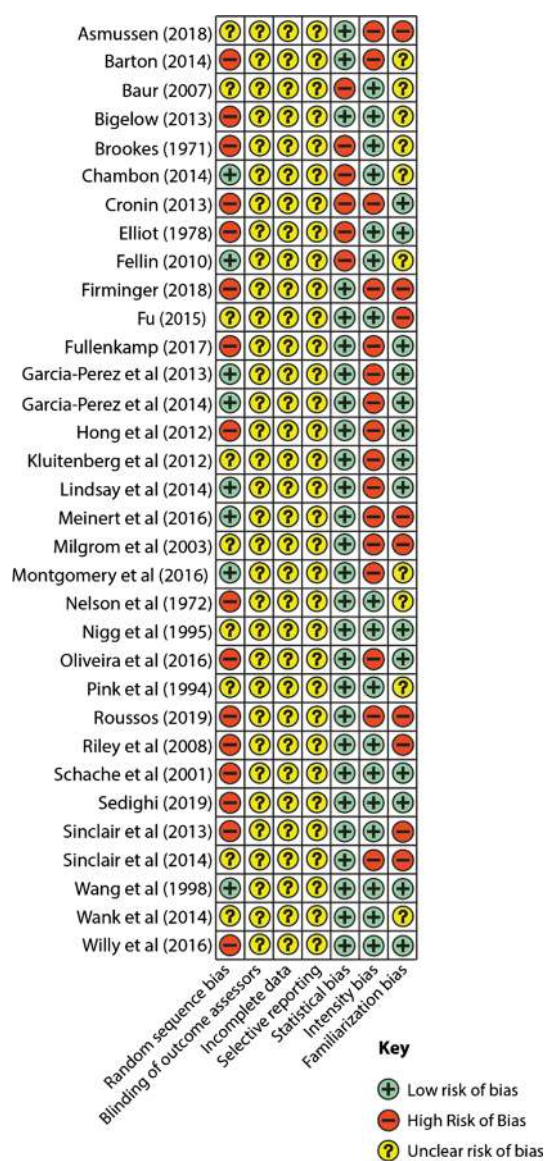 Asmussen (2018) ? ? ? ? + − −
Barton (2014) − ? ? ? + − ?
Baur (2007) ? ? ? ? − + ?
Bigelow (2013) − ? ? ? + + ?
Brookes (1971) − ? ? ? − + ?
Chambon (2014) + ? ? ? − + ?
Cronin (2013) − ? ? ? − − +
Elliot (1978) − ? ? ? − + +
Fellin (2010) + ? ? ? − + ?
Firminger (2018) − ? ? ? + − −
Fu (2015) ? ? ? ? + + −
Fullenkamp (2017) − ? ? ? + − +
Garcia-Perez et al (2013) + ? ? ? + − +
Garcia-Perez et al (2014) + ? ? ? + − +
Hong et al (2012) − ? ? ? + − +
Kluitenberg et al (2012) ? ? ? ? + − +
Lindsay et al (2014) + ? ? ? + − +
Meinert et al (2016) + ? ? ? + − −
Milgrom et al (2003) ? ? ? ? + − −
Montgomery et al (2016) + ? ? ? + − ?
Nelson et al (1972) − ? ? ? + + ?
Nigg et al (1995) ? ? ? ? + + +
Oliveira et al (2016) − ? ? ? + − +
Pink et al (1994) ? ? ? ? + + ?
Roussos (2019) − ? ? ? + − −
Riley et al (2008) − ? ? ? + + −
Schache et al (2001) − ? ? ? + + +
Sedighi (2019) − ? ? ? + + +
Sinclair et al (2013) − ? ? ? + + −
Sinclair et al (2014) ? ? ? ? + − −
Wang et al (1998) + ? ? ? + + +
Wank et al (2014) ? ? ? ? + + ?
Willy et al (2016) − ? ? ? + + +
Random sequence bias
Blinding of outcome assessors
Incomplete data
Selective reporting
Statistical bias
Intensity bias
Familiarization bias
Key
+ Low risk of bias
− High Risk of Bias
? Unclear risk of bias